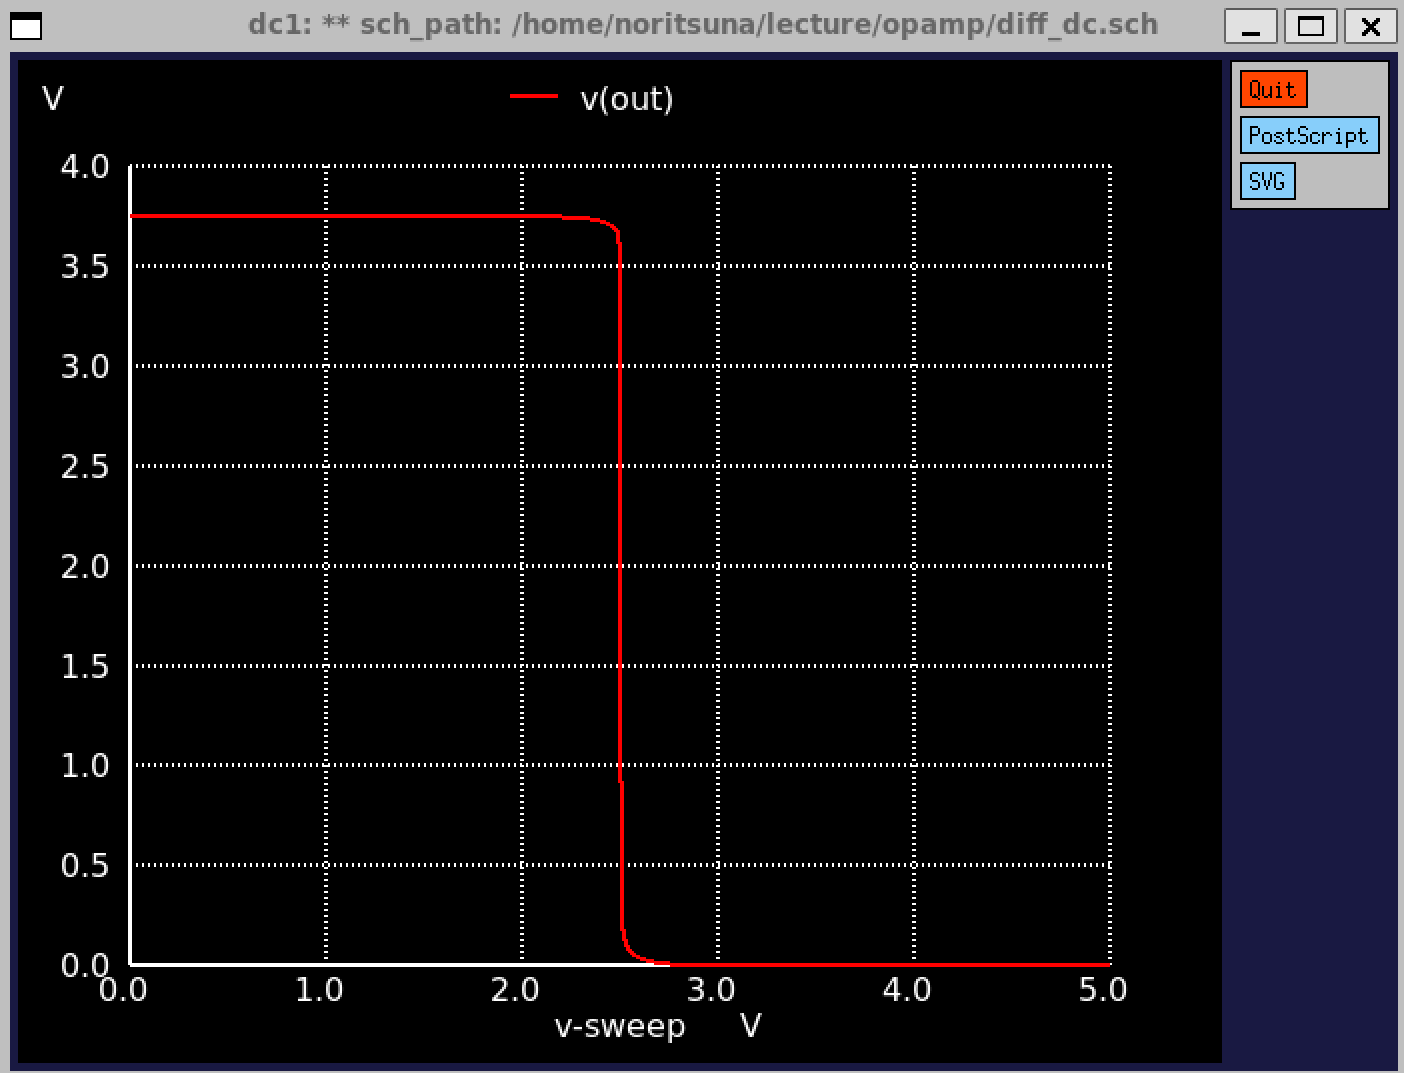 dc1: ** sch_path: /home/noritsuna/lecture/opamp/diff_dc.sch
Quit
PostScript
SVG
V
v(out)
4.0
3.5
3.0
2.5
2.0
1.5
1.0
0.5
0.0
0.0 1.0 2.0 3.0 4.0 5.0
v-sweep V